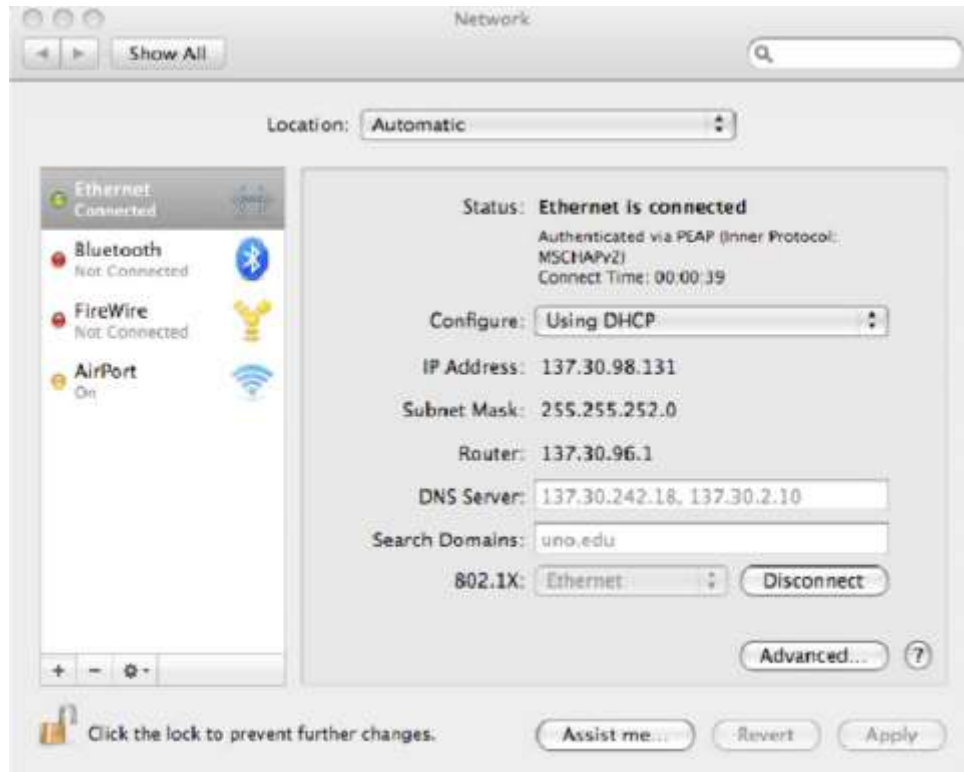 Network
Show All
Location: Automatic
Ethernet
Connected
Bluetooth
Not Connected
FireWire
Not Connected
AirPort
On
Status: Ethernet is connected
Authenticated via PEAP (Inner Protocol:
MSCHAPv2)
Connect Time: 00:00:39
Configure: Using DHCP
IP Address: 137.30.98.131
Subnet Mask: 255.255.252.0
Router: 137.30.96.1
DNS Server: 137.30.242.18, 137.30.2.10
Search Domains: uno.edu
802.1X: Ethernet Disconnect
Advanced... ?
+ −
Click the lock to prevent further changes. Assist me... Revert Apply